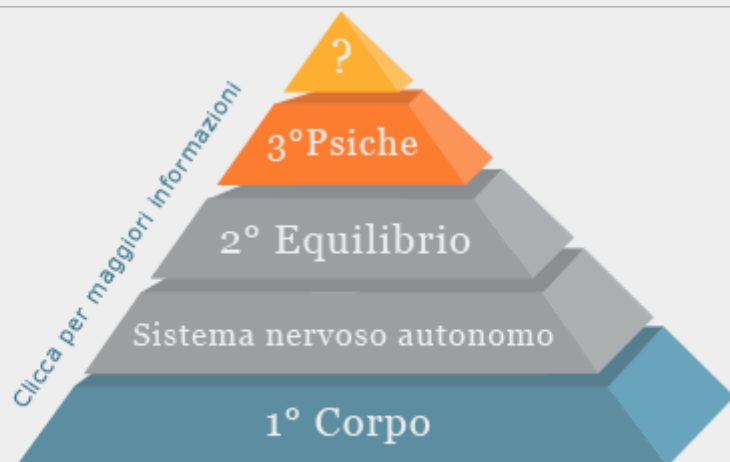 ?
3°Psiche
2° Equilibrio
Sistema nervoso autonomo
1° Corpo
Clicca per maggiori informazioni